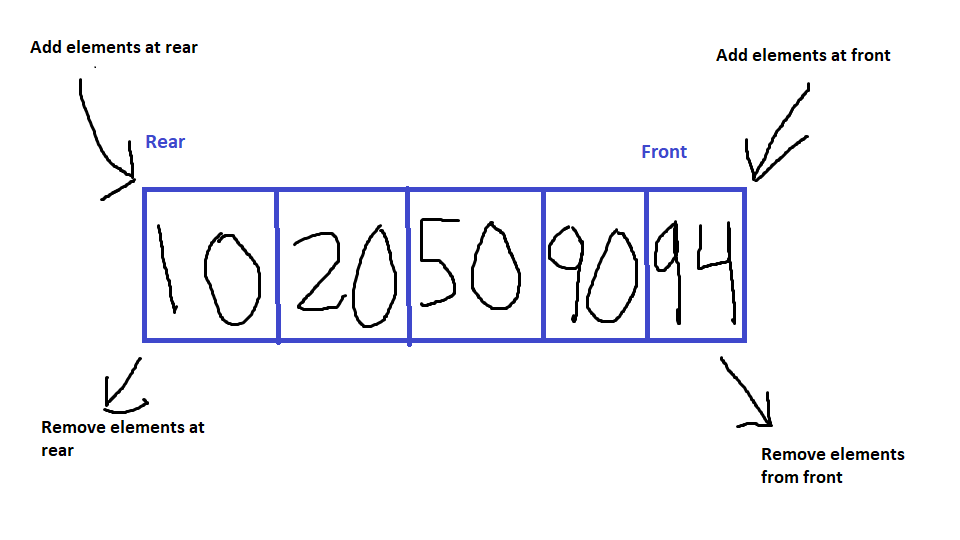 Add elements at rear
Add elements at front
Rear
Front
10 20 50 90 94
Remove elements at
rear
Remove elements
from front